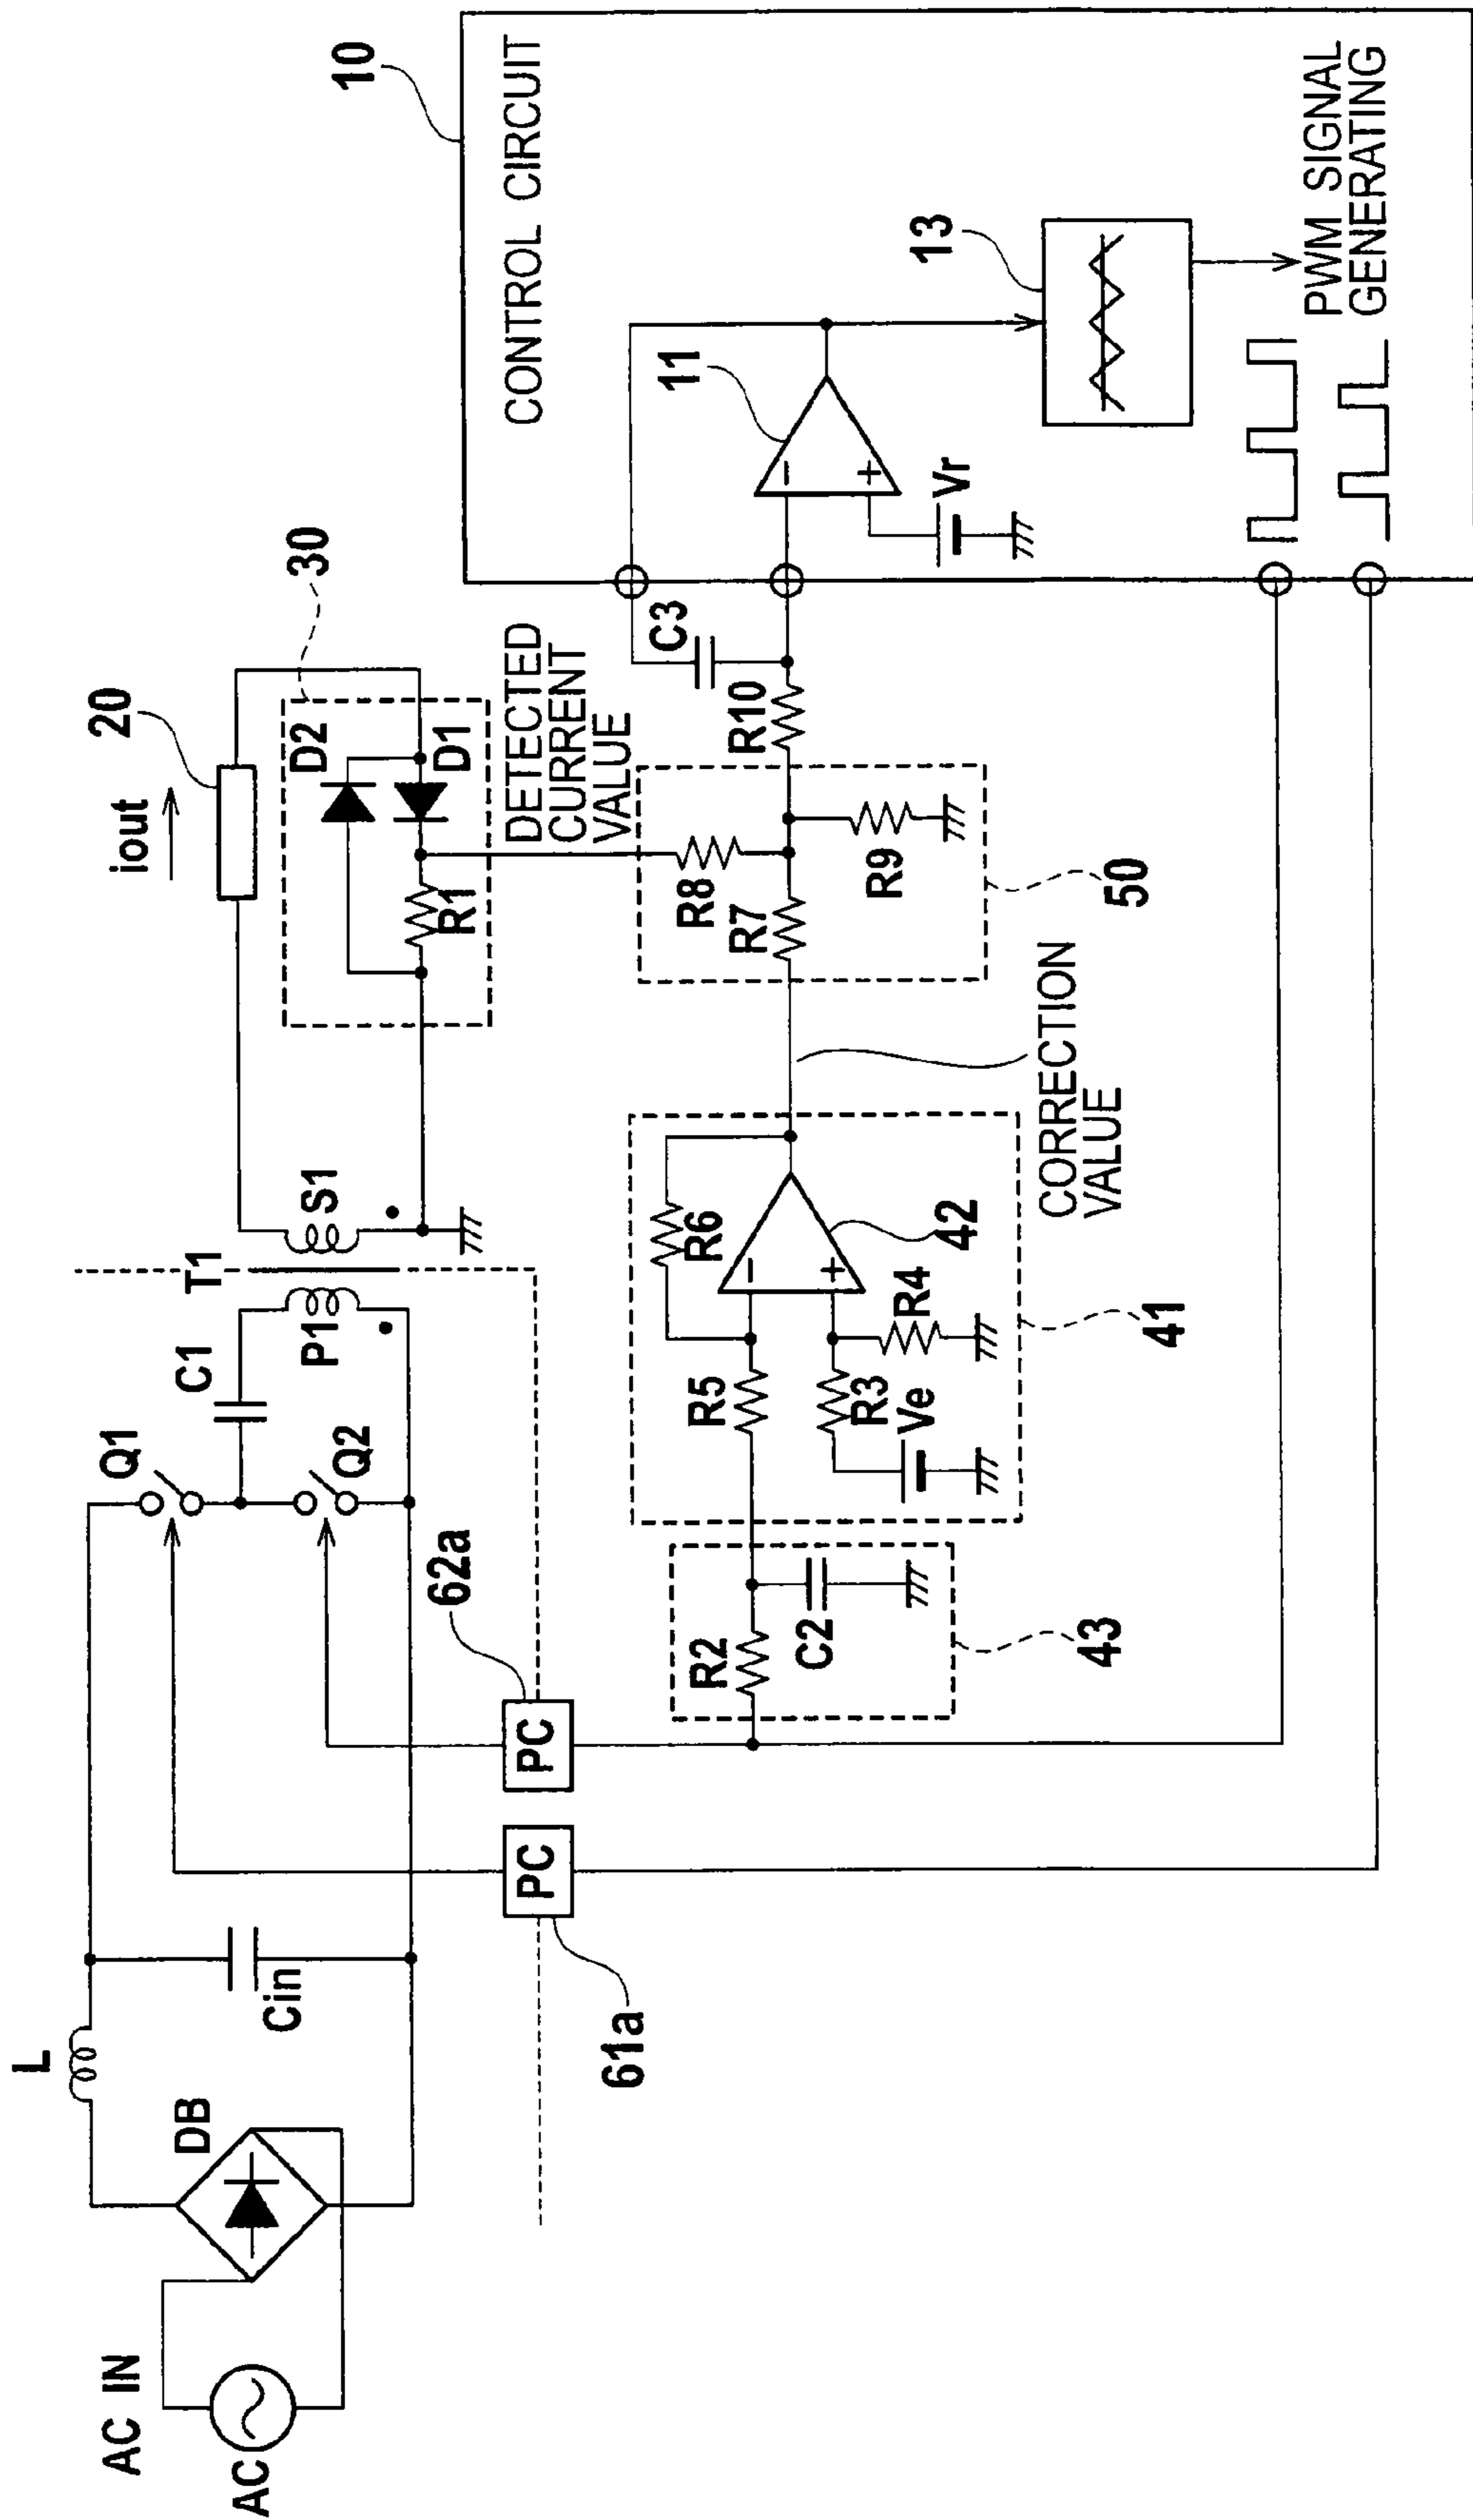 AC IN
AC
DB
L
Cin
Q1
Q2
C1
P1
T1
S1
iout
20
30
D2
D1
R1
DETECTED
CURRENT
VALUE
10
CONTROL CIRCUIT
61a
PC
62a
PC
R2
C2
43
R5
R6
R3
R4
Ve
−
+
42
41
CORRECTION
VALUE
R7
R8
R9
50
R10
C3
11
−
+
Vr
13
PWM SIGNAL
GENERATING